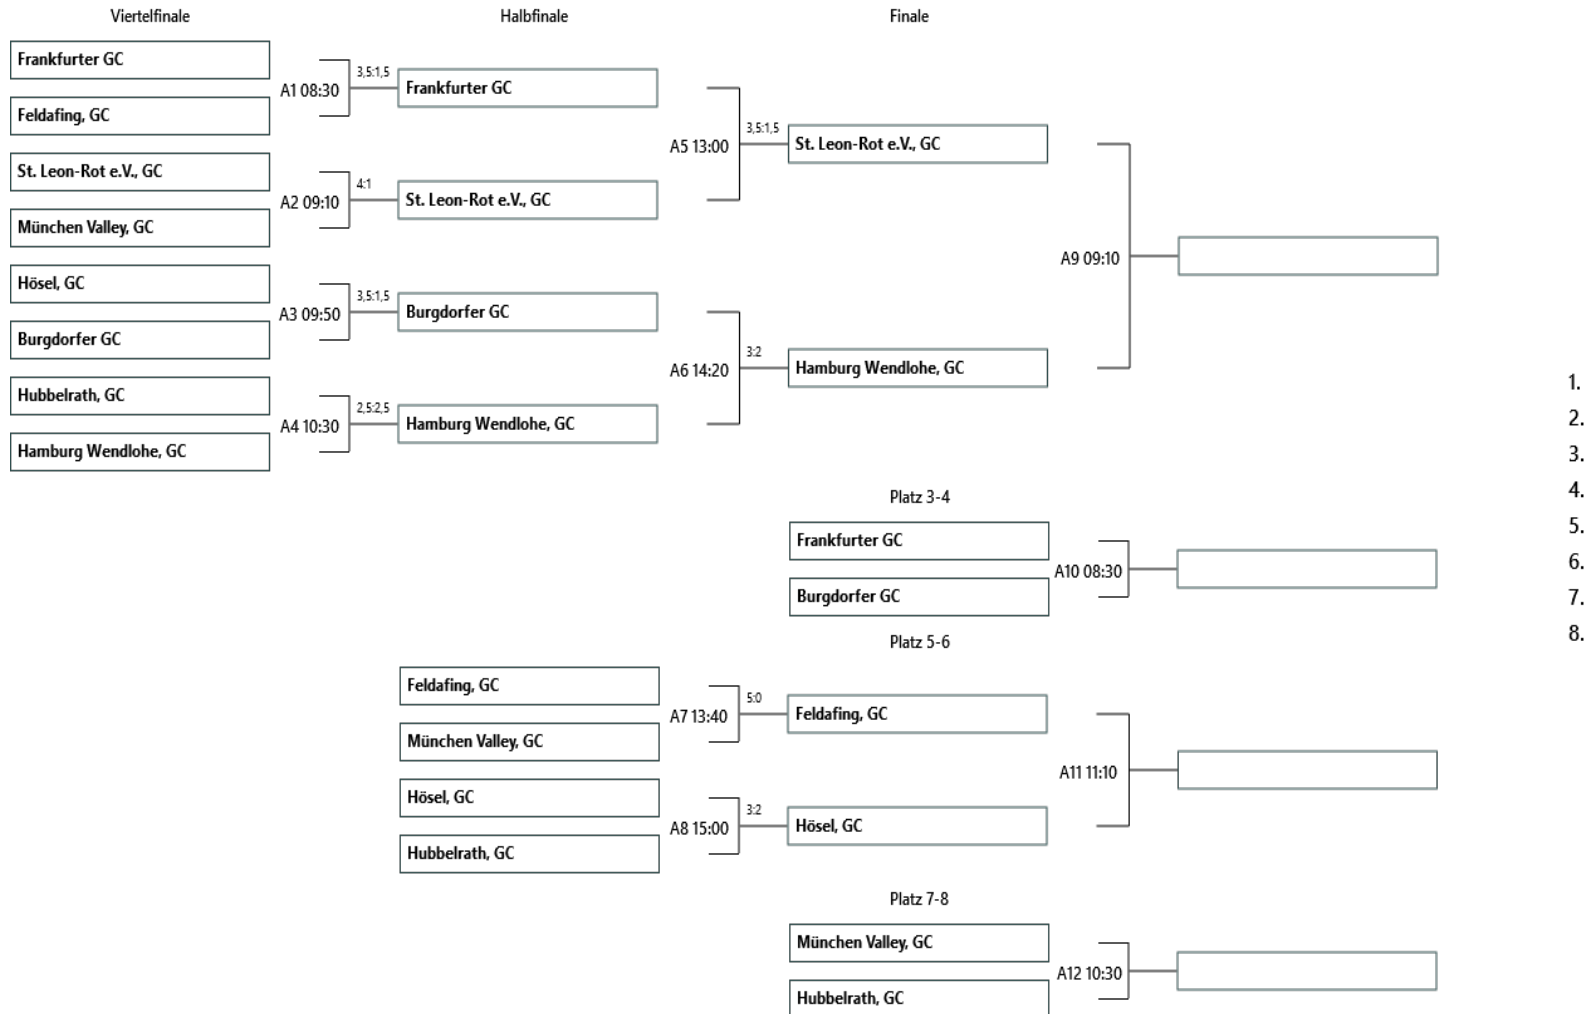 Viertelfinale
Halbfinale
Finale
Frankfurter GC
A1 08:30
3,5:1,5
Frankfurter GC
Feldafing, GC
A5 13:00
3,5:1,5
St. Leon-Rot e.V., GC
St. Leon-Rot e.V., GC
A2 09:10
4:1
St. Leon-Rot e.V., GC
München Valley, GC
A9 09:10
Hösel, GC
A3 09:50
3,5:1,5
Burgdorfer GC
Burgdorfer GC
A6 14:20
3:2
Hamburg Wendlohe, GC
Hubbelrath, GC
A4 10:30
2,5:2,5
Hamburg Wendlohe, GC
Hamburg Wendlohe, GC
1.
2.
3.
4.
5.
6.
7.
8.
Platz 3-4
Frankfurter GC
A10 08:30
Burgdorfer GC
Platz 5-6
Feldafing, GC
A7 13:40
5:0
Feldafing, GC
München Valley, GC
A11 11:10
Hösel, GC
A8 15:00
3:2
Hösel, GC
Hubbelrath, GC
Platz 7-8
München Valley, GC
A12 10:30
Hubbelrath, GC